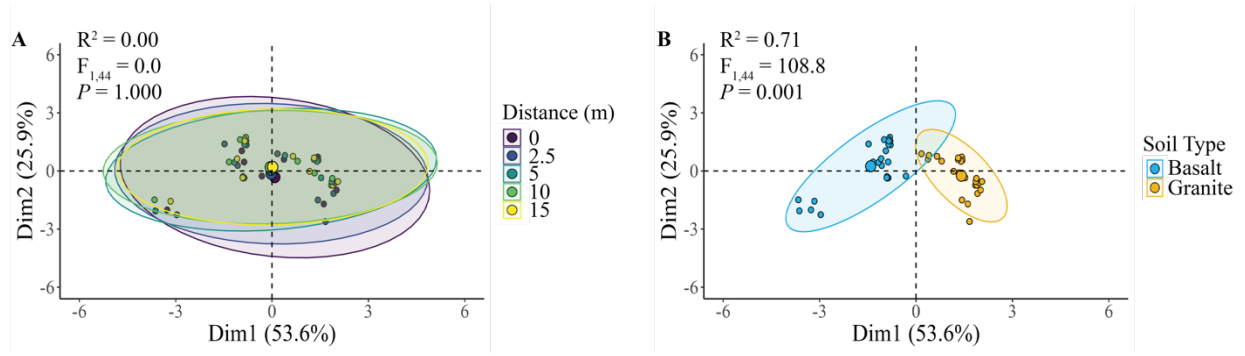 A
R² = 0.00
F₁,₄₄ = 0.0
P = 1.000
6
3
0
-3
-6
Dim2 (25.9%)
-6
-3
0
3
6
Dim1 (53.6%)
Distance (m)
0
2.5
5
10
15
B
R² = 0.71
F₁,₄₄ = 108.8
P = 0.001
6
3
0
-3
-6
Dim2 (25.9%)
-6
-3
0
3
6
Dim1 (53.6%)
Soil Type
Basalt
Granite